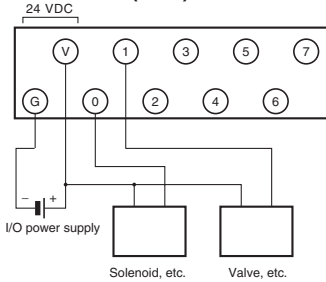 24 VDC
V 1 3 5 7
G 0 2 4 6
− +
I/O power supply
Solenoid, etc. Valve, etc.